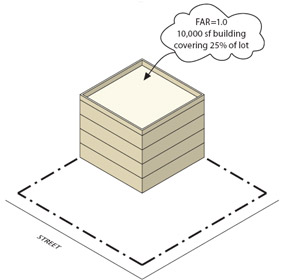 FAR=1.0
10,000 sf building
covering 25% of lot
STREET